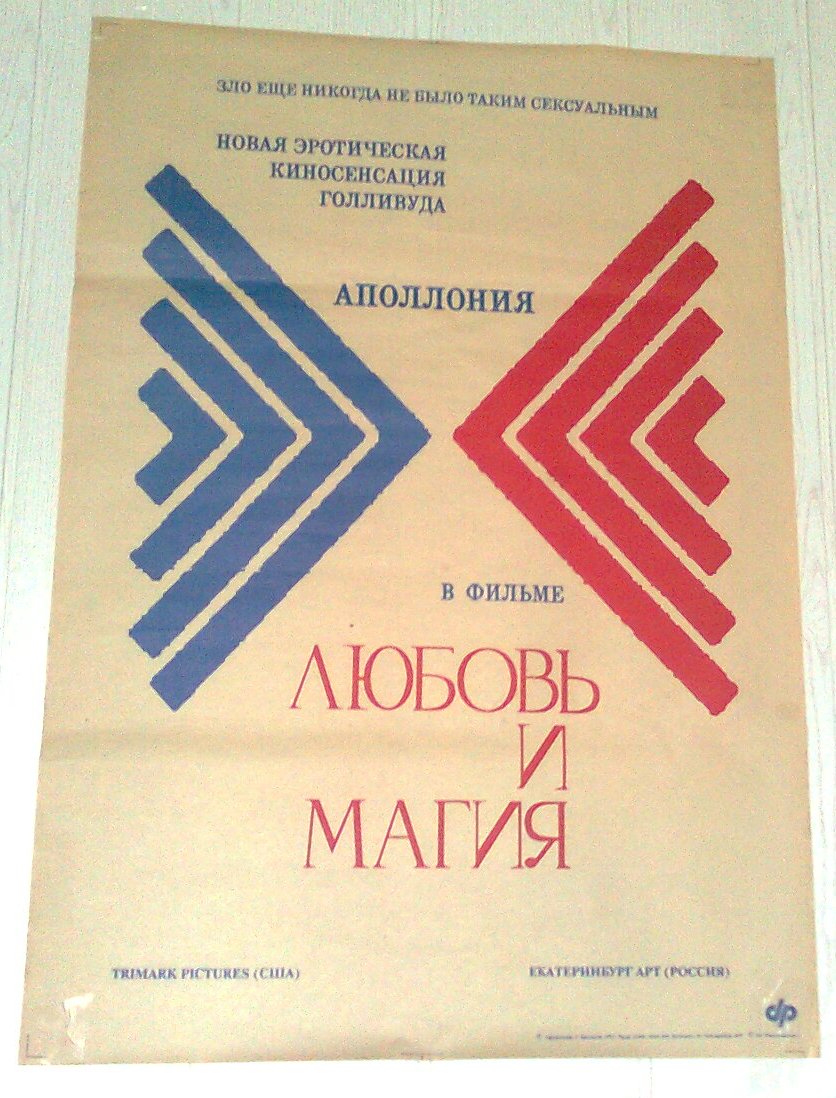 ЗЛО ЕЩЕ НИКОГДА НЕ БЫЛО ТАКИМ СЕКСУАЛЬНЫМ
НОВАЯ ЭРОТИЧЕСКАЯ
КИНОСЕНСАЦИЯ
ГОЛЛИВУДА
АПОЛЛОНИЯ
В ФИЛЬМЕ
ЛЮБОВЬ
И
МАГИЯ
TRIMARK PICTURES (США)
ЕКАТЕРИНБУРГ АРТ (РОССИЯ)